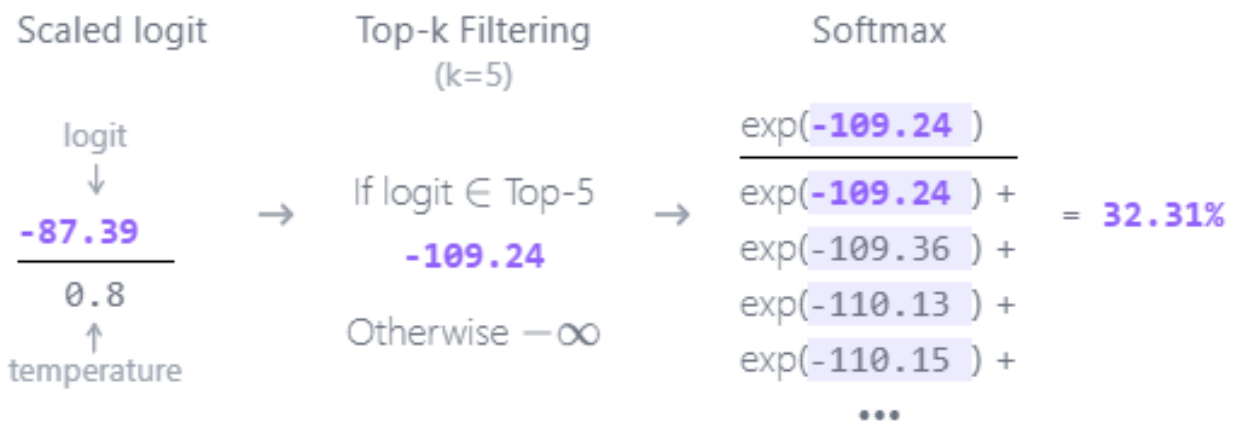 Scaled logit
logit
↓
-87.39
0.8
↑
temperature
→
Top-k Filtering
(k=5)
If logit ∈ Top-5
-109.24
Otherwise −∞
→
Softmax
exp(-109.24 )
exp(-109.24 ) +
exp(-109.36 ) +
exp(-110.13 ) +
exp(-110.15 ) +
•••
= 32.31%